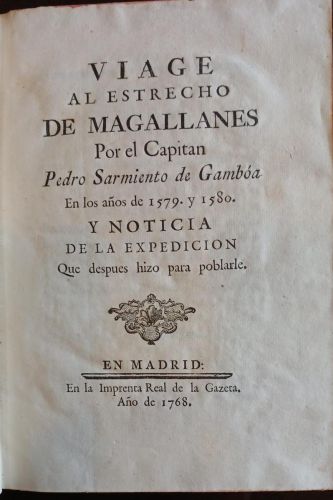 VIAGE
AL ESTRECHO
DE MAGALLANES
Por el Capitan
Pedro Sarmiento de Gambóa
En los años de 1579. y 1580.
Y NOTICIA
DE LA EXPEDICION
Que despues hizo para poblarle.
EN MADRID:
En la Imprenta Real de la Gazeta.
Año de 1768.